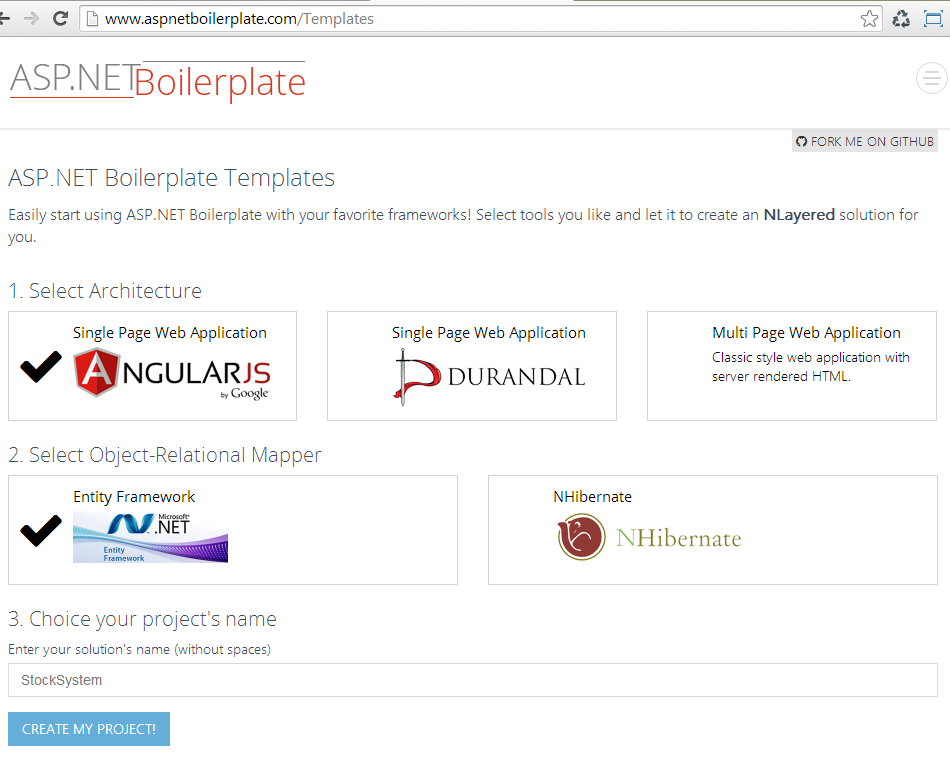 www.aspnetboilerplate.com/Templates
ASP.NET Boilerplate
FORK ME ON GITHUB
ASP.NET Boilerplate Templates
Easily start using ASP.NET Boilerplate with your favorite frameworks! Select tools you like and let it to create an NLayered solution for
you.
1. Select Architecture
Single Page Web Application
ANGULARJS
by Google
Single Page Web Application
DURANDAL
Multi Page Web Application
Classic style web application with
server rendered HTML.
2. Select Object-Relational Mapper
Entity Framework
Microsoft®
.NET
Entity
Framework
NHibernate
NHibernate
3. Choice your project's name
Enter your solution's name (without spaces)
StockSystem
CREATE MY PROJECT!